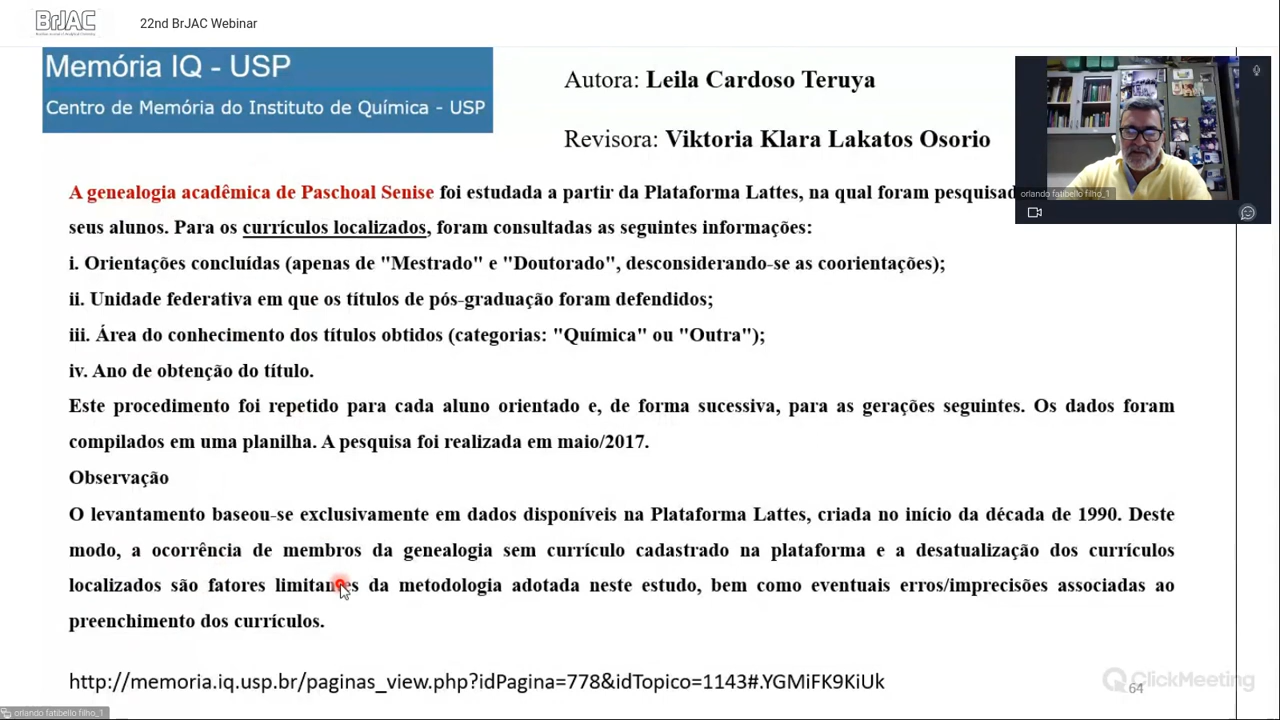 BrJAC
22nd BrJAC Webinar
Memória IQ - USP
Centro de Memória do Instituto de Química - USP
Autora: Leila Cardoso Teruya
Revisora: Viktoria Klara Lakatos Osorio
orlando fatibello filho_1
A genealogia acadêmica de Paschoal Senise foi estudada a partir da Plataforma Lattes, na qual foram
seus alunos. Para os currículos localizados, foram consultadas as seguintes informações:
i. Orientações concluídas (apenas de "Mestrado" e "Doutorado", desconsiderando-se as coorientações);
ii. Unidade federativa em que os títulos de pós-graduação foram defendidos;
iii. Área do conhecimento dos títulos obtidos (categorias: "Química" ou "Outra");
iv. Ano de obtenção do título.
Este procedimento foi repetido para cada aluno orientado e, de forma sucessiva, para as gerações seguintes. Os dados foram
compilados em uma planilha. A pesquisa foi realizada em maio/2017.
Observação
O levantamento baseou-se exclusivamente em dados disponíveis na Plataforma Lattes, criada no início da década de 1990. Deste
modo, a ocorrência de membros da genealogia sem currículo cadastrado na plataforma e a desatualização dos currículos
localizados são fatores limitantes da metodologia adotada neste estudo, bem como eventuais erros/imprecisões associadas ao
preenchimento dos currículos.
http://memoria.iq.usp.br/paginas_view.php?idPagina=778&idTopico=1143#.YGMiFK9KiUk
ClickMeeting
64
orlando fatibello filho_1